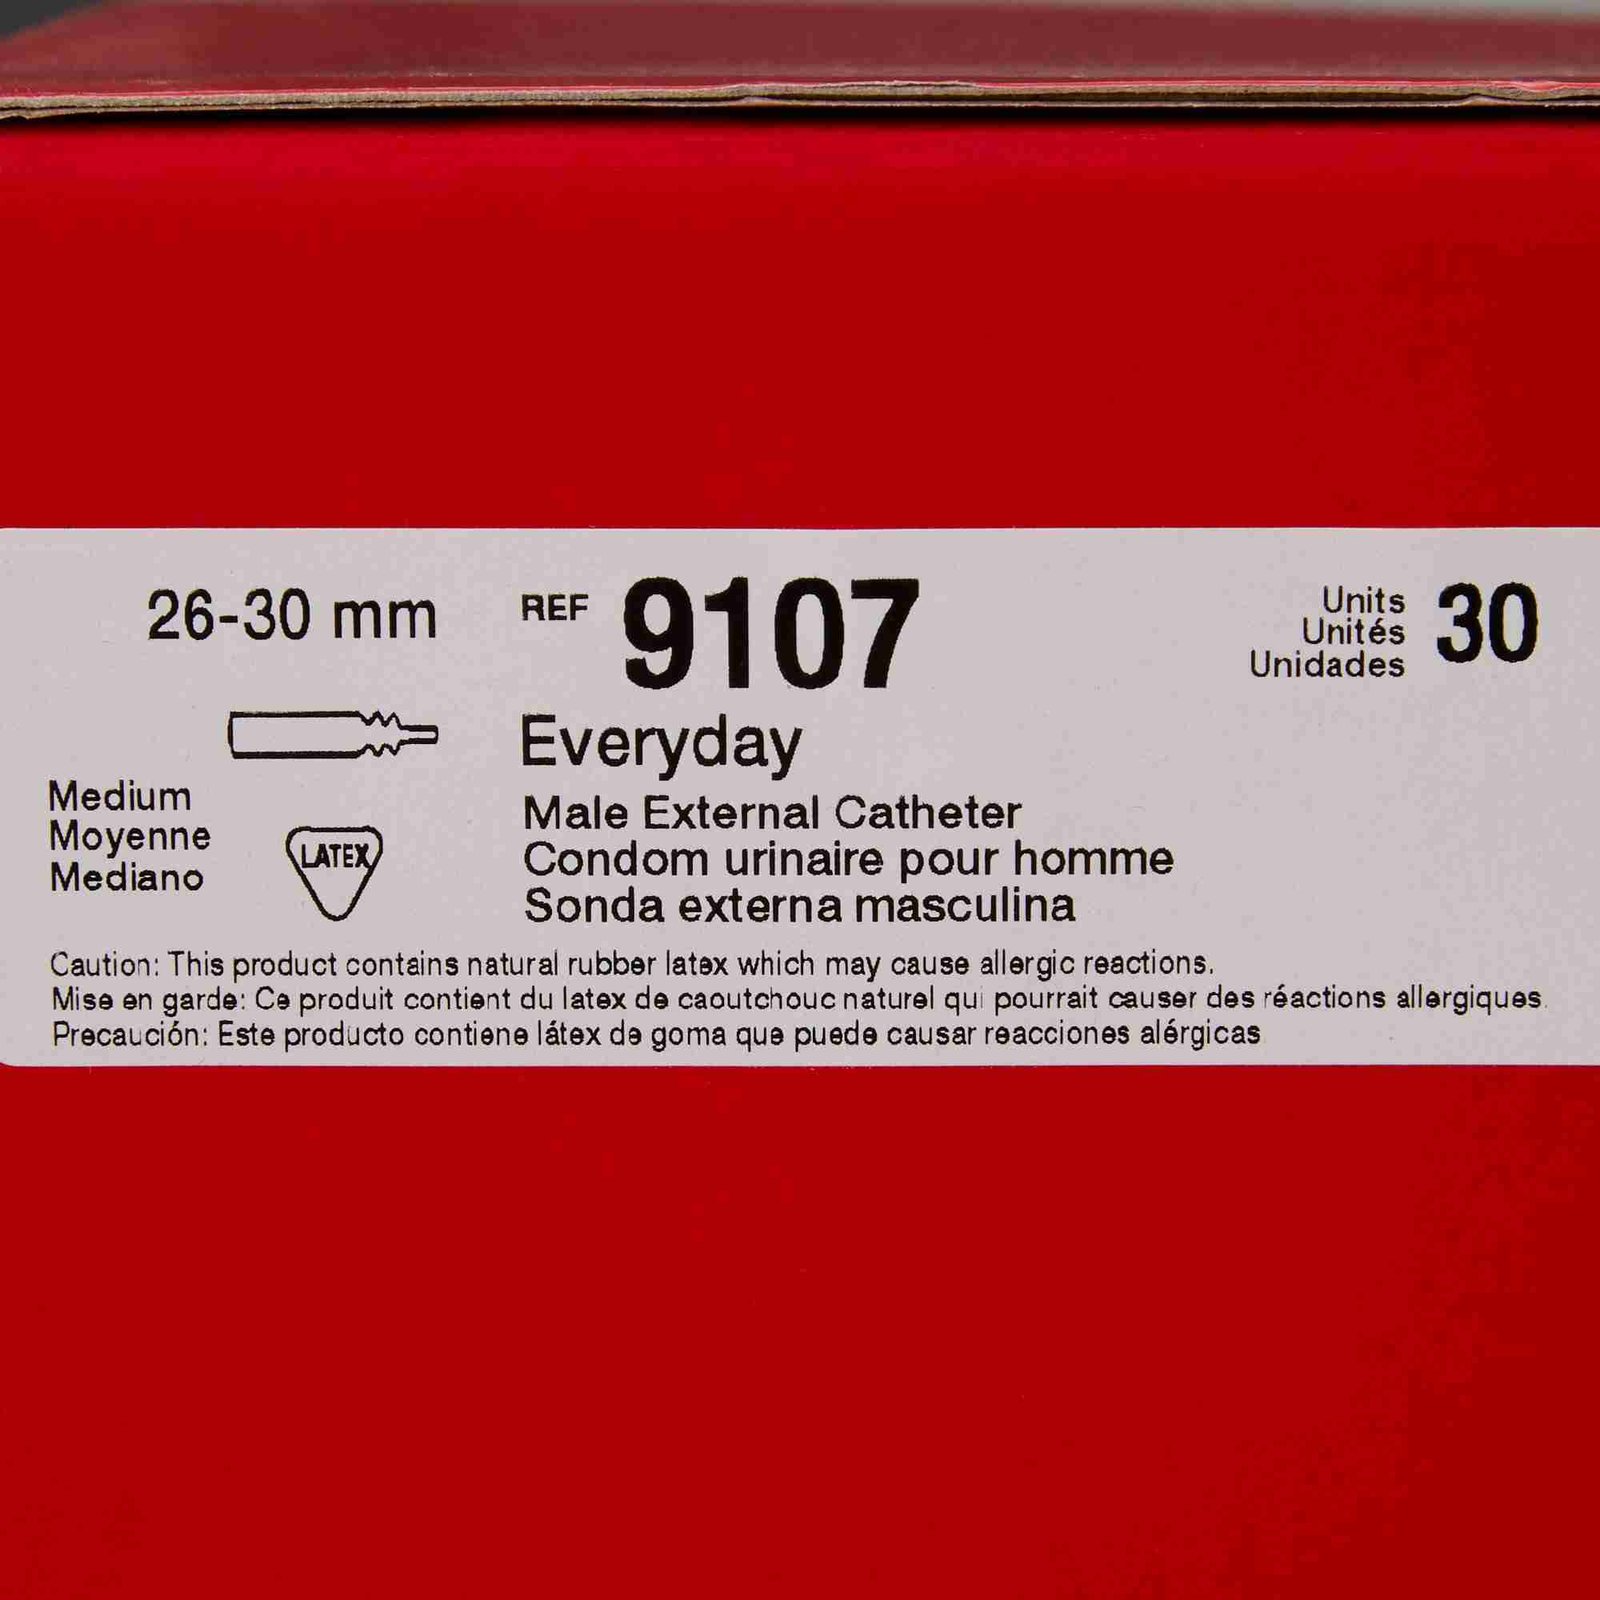 26-30 mm
REF 9107
Units
Unités
Unidades
30
Everyday
Medium
Moyenne
Mediano
LATEX
Male External Catheter
Condom urinaire pour homme
Sonda externa masculina
Caution: This product contains natural rubber latex which may cause allergic reactions.
Mise en garde: Ce produit contient du latex de caoutchouc naturel qui pourrait causer des réactions allergiques.
Precaución: Este producto contiene látex de goma que puede causar reacciones alérgicas